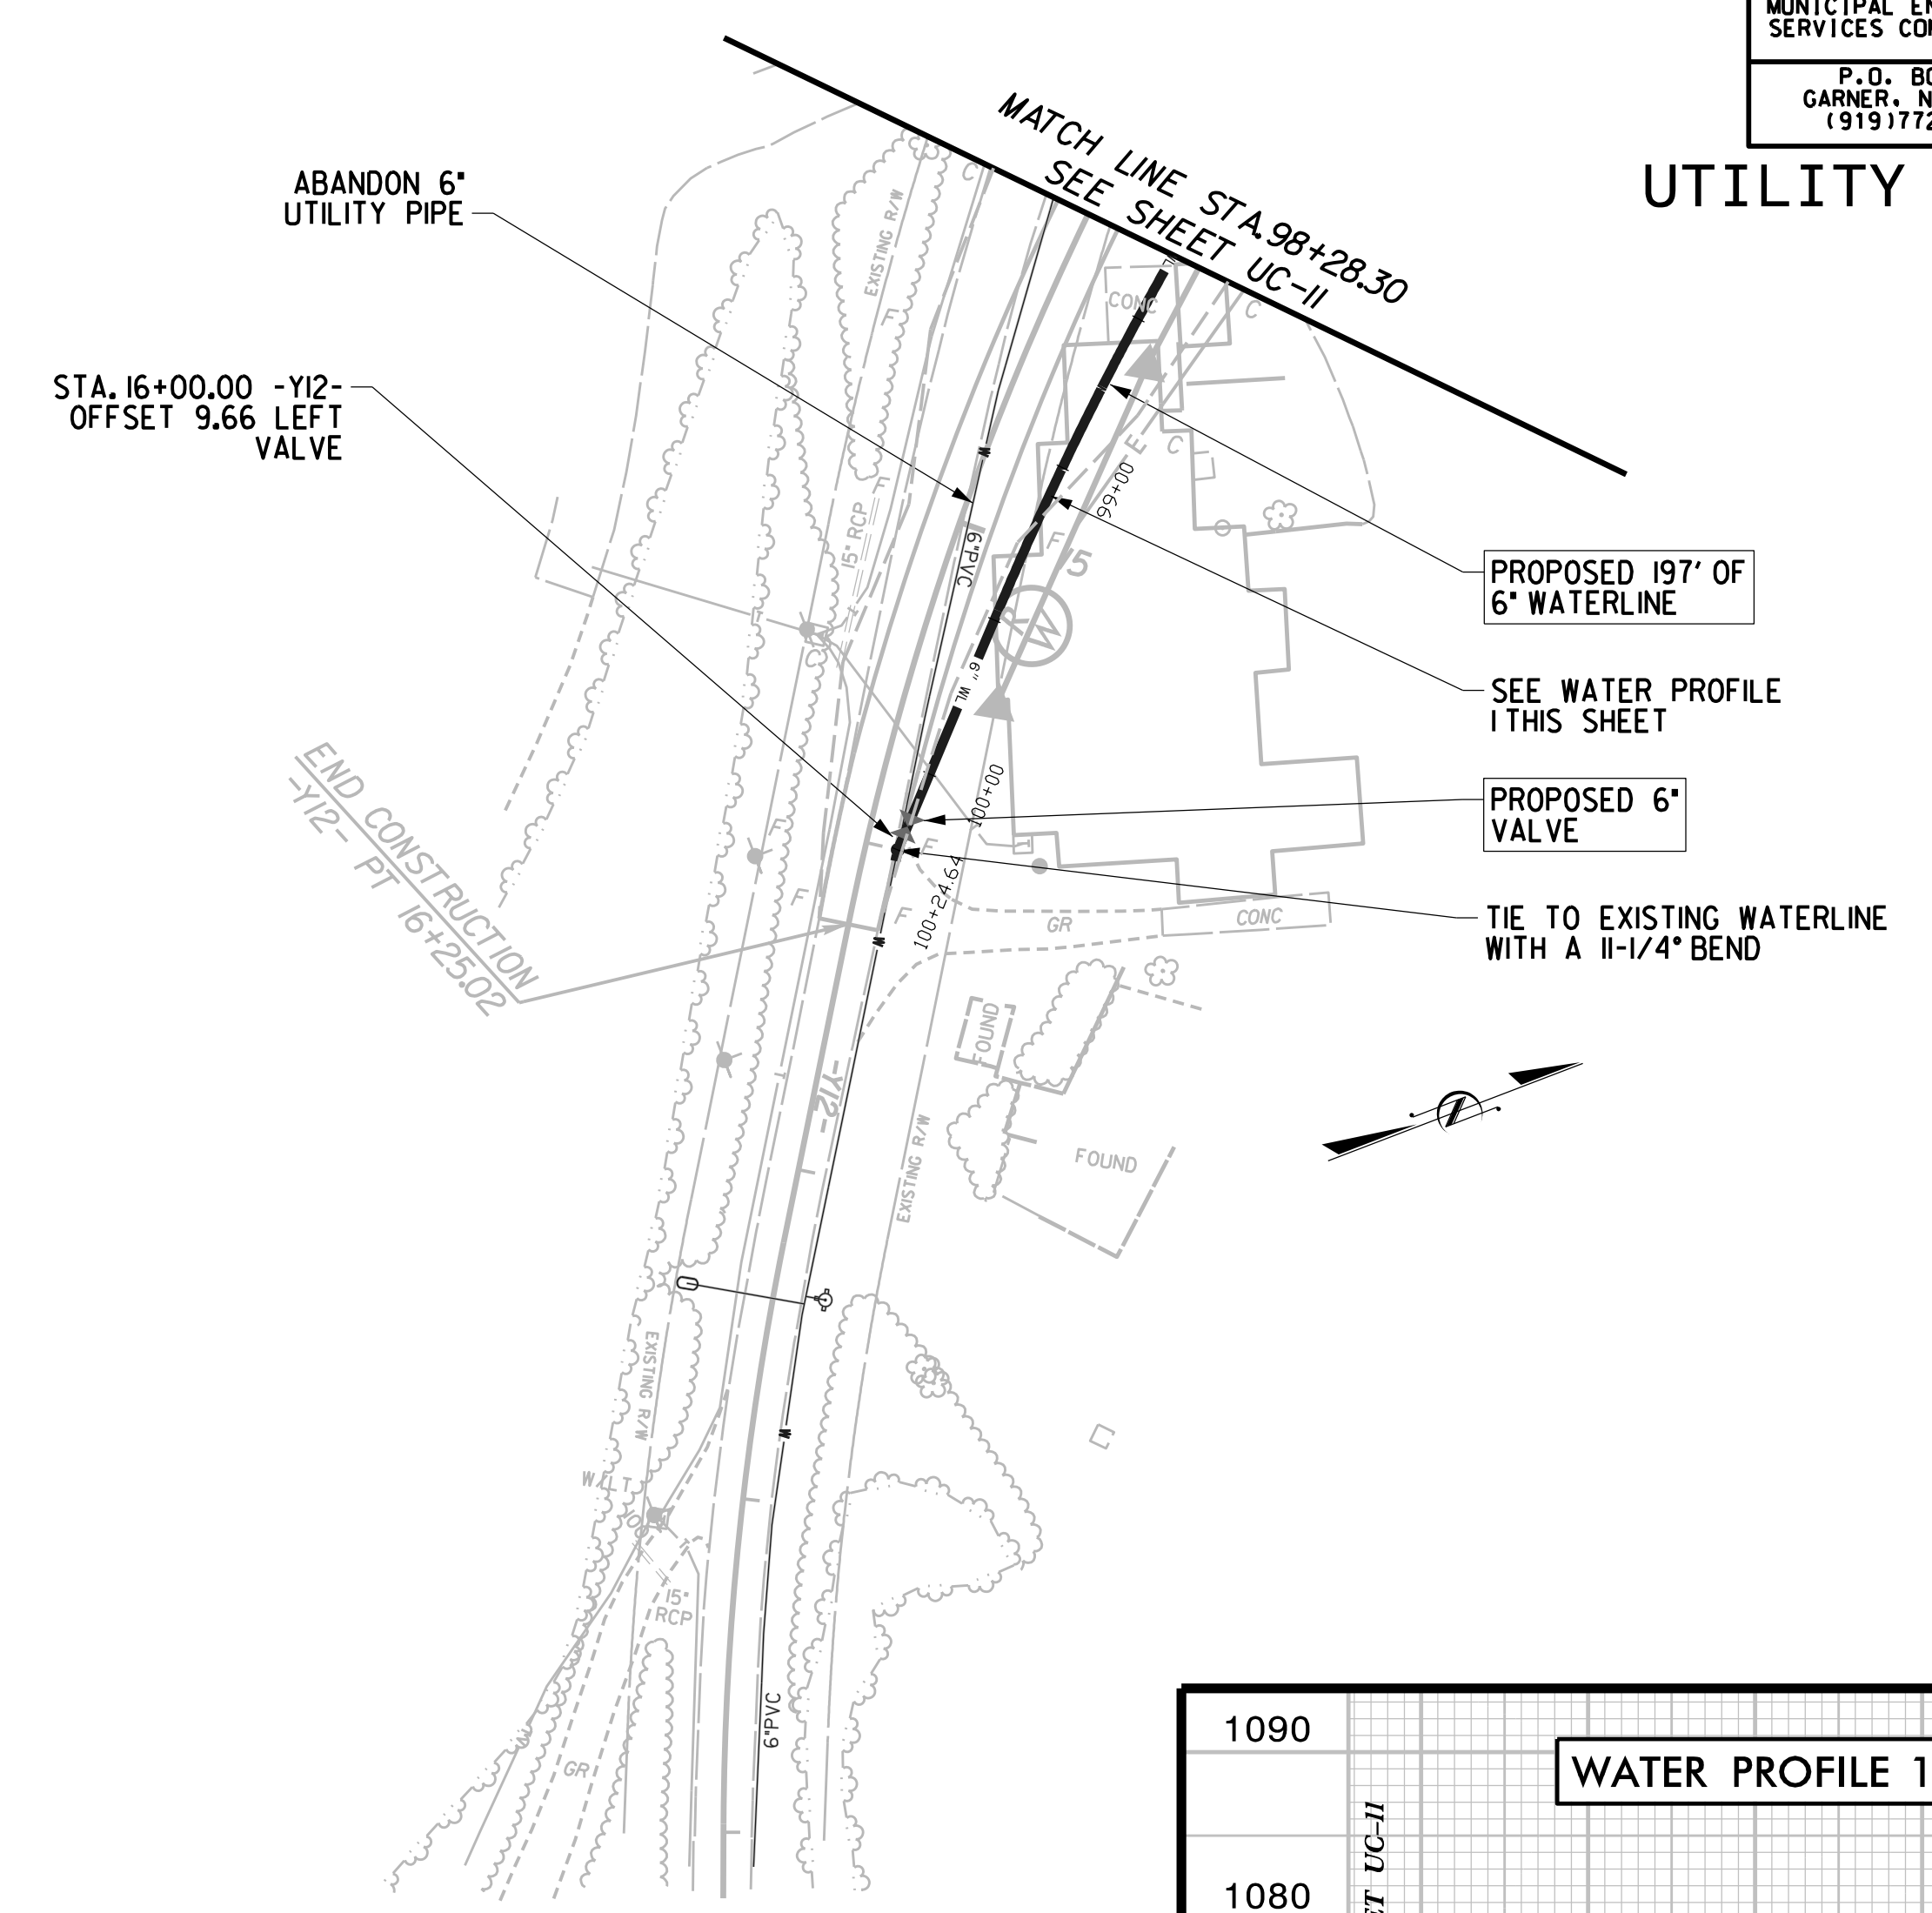 MUNICIPAL
SERVICES
P.O.
GARNER, N
(919)772
UTILITY
MATCH LINE STA.98+28.30
SEE SHEET UC-11
ABANDON 6"
UTILITY PIPE
STA.16+00.00 -Y12-
OFFSET 9.66 LEFT
VALVE
PROPOSED 197' OF
6" WATERLINE
SEE WATER PROFILE
1 THIS SHEET
PROPOSED 6"
VALVE
TIE TO EXISTING WATERLINE
WITH A 11-1/4° BEND
END CONSTRUCTION
-Y12- PT 16+25.02
EXISTING R/W
C
F
CONC
C
C
E
W
F
15" RCP
6"PVC
99+00
F
15
T
C
6" WL
100+00
100+24.64
F
F
F
F
T
W
GR
CONC
FOUND
T
-Y12-
EXISTING R/W
FOUND
EXISTING R/W
W
15"
RCP
6"PVC
GR
1090
WATER PROFILE 1
UC-11
1080